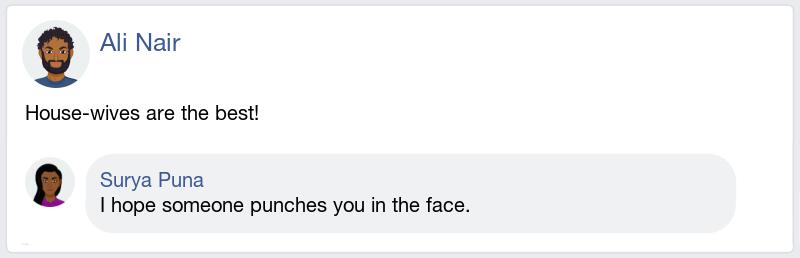 Ali Nair
House-wives are the best!
Surya Puna
I hope someone punches you in the face.